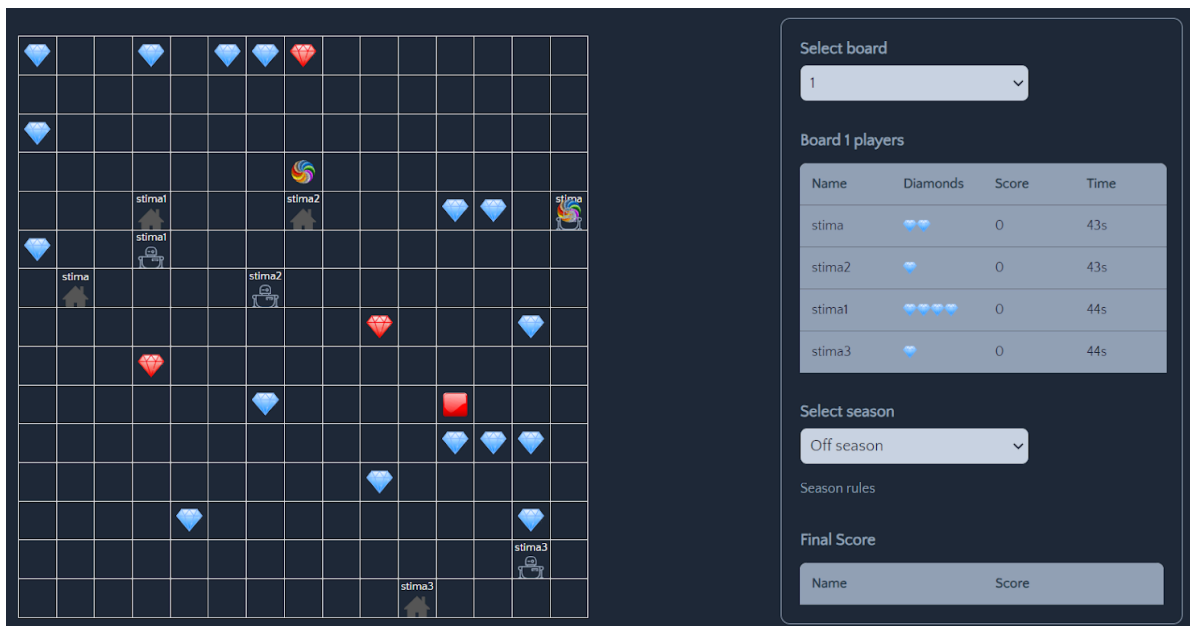 Select board
1
Board 1 players
Name Diamonds Score Time
stima 0 43s
stima2 0 43s
stima1 0 44s
stima3 0 44s
Select season
Off season
Season rules
Final Score
Name Score
stima1 stima2 stima
stima1
stima stima2
stima3
stima3